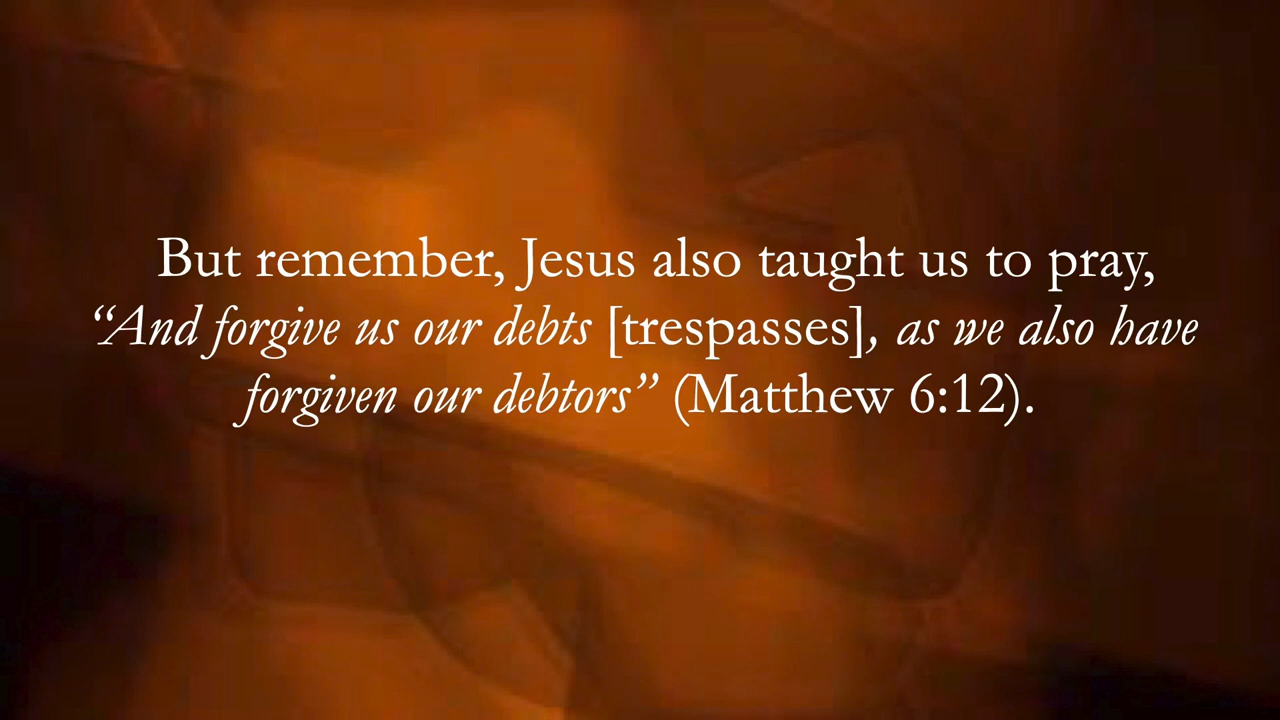 But remember, Jesus also taught us to pray,
“And forgive us our debts [trespasses], as we also have
forgiven our debtors” (Matthew 6:12).